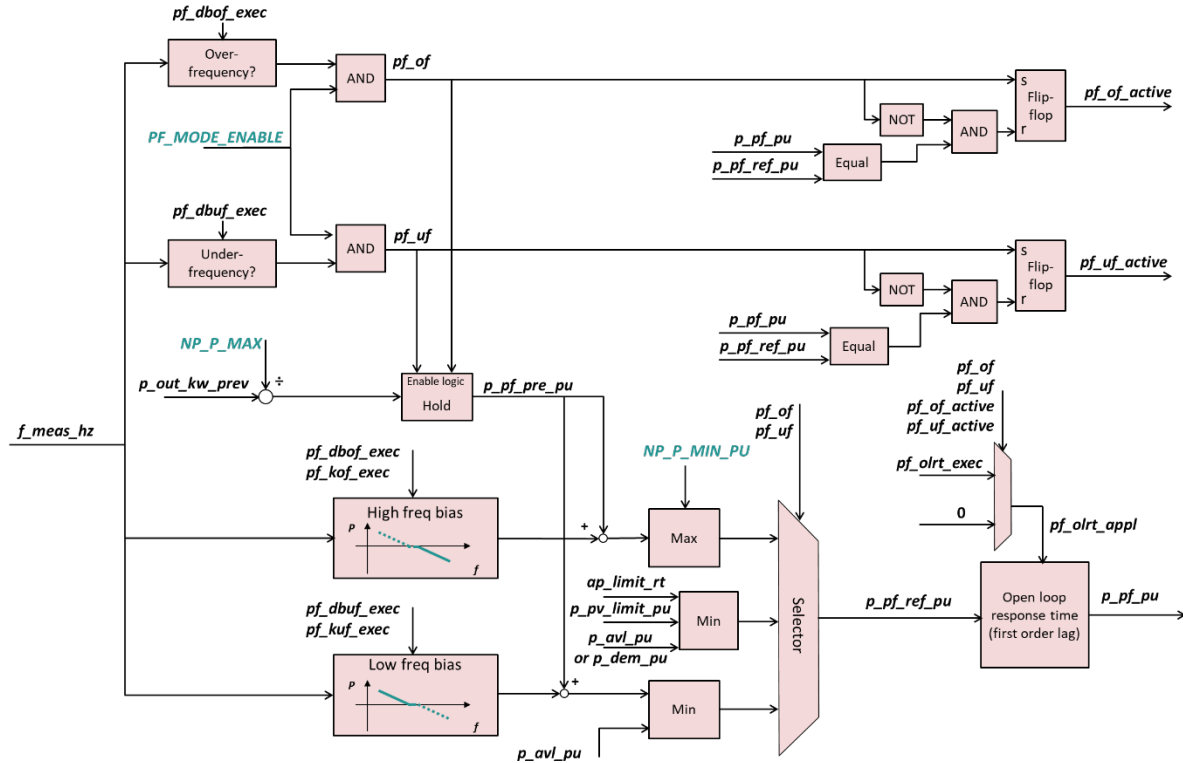 pf_dbof_exec
Over-
frequency?
AND
pf_of
PF_MODE_ENABLE
NOT
AND
p_pf_pu
p_pf_ref_pu
Equal
s
Flip-
flop
r
pf_of_active
pf_dbuf_exec
Under-
frequency?
AND
pf_uf
NOT
AND
p_pf_pu
p_pf_ref_pu
Equal
s
Flip-
flop
r
pf_uf_active
NP_P_MAX
p_out_kw_prev
÷
Enable logic
Hold
p_pf_pre_pu
f_meas_hz
pf_dbof_exec
pf_kof_exec
High freq bias
P
f
+
NP_P_MIN_PU
Max
pf_of
pf_uf
ap_limit_rt
p_pv_limit_pu
p_avl_pu
or p_dem_pu
Min
pf_dbuf_exec
pf_kuf_exec
Low freq bias
P
f
+
Min
p_avl_pu
Selector
p_pf_ref_pu
pf_of
pf_uf
pf_of_active
pf_uf_active
pf_olrt_exec
0
pf_olrt_appl
Open loop
response time
(first order lag)
p_pf_pu